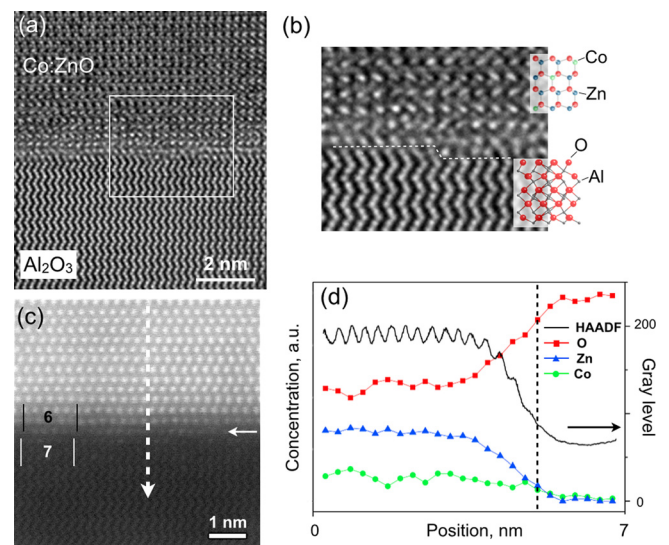 (a)
Co:ZnO
Al₂O₃
2 nm
(b)
Co
Zn
O
Al
(c)
6
7
1 nm
(d)
HAADF
O
Zn
Co
Concentration, a.u.
200
0
Gray level
0
Position, nm
7